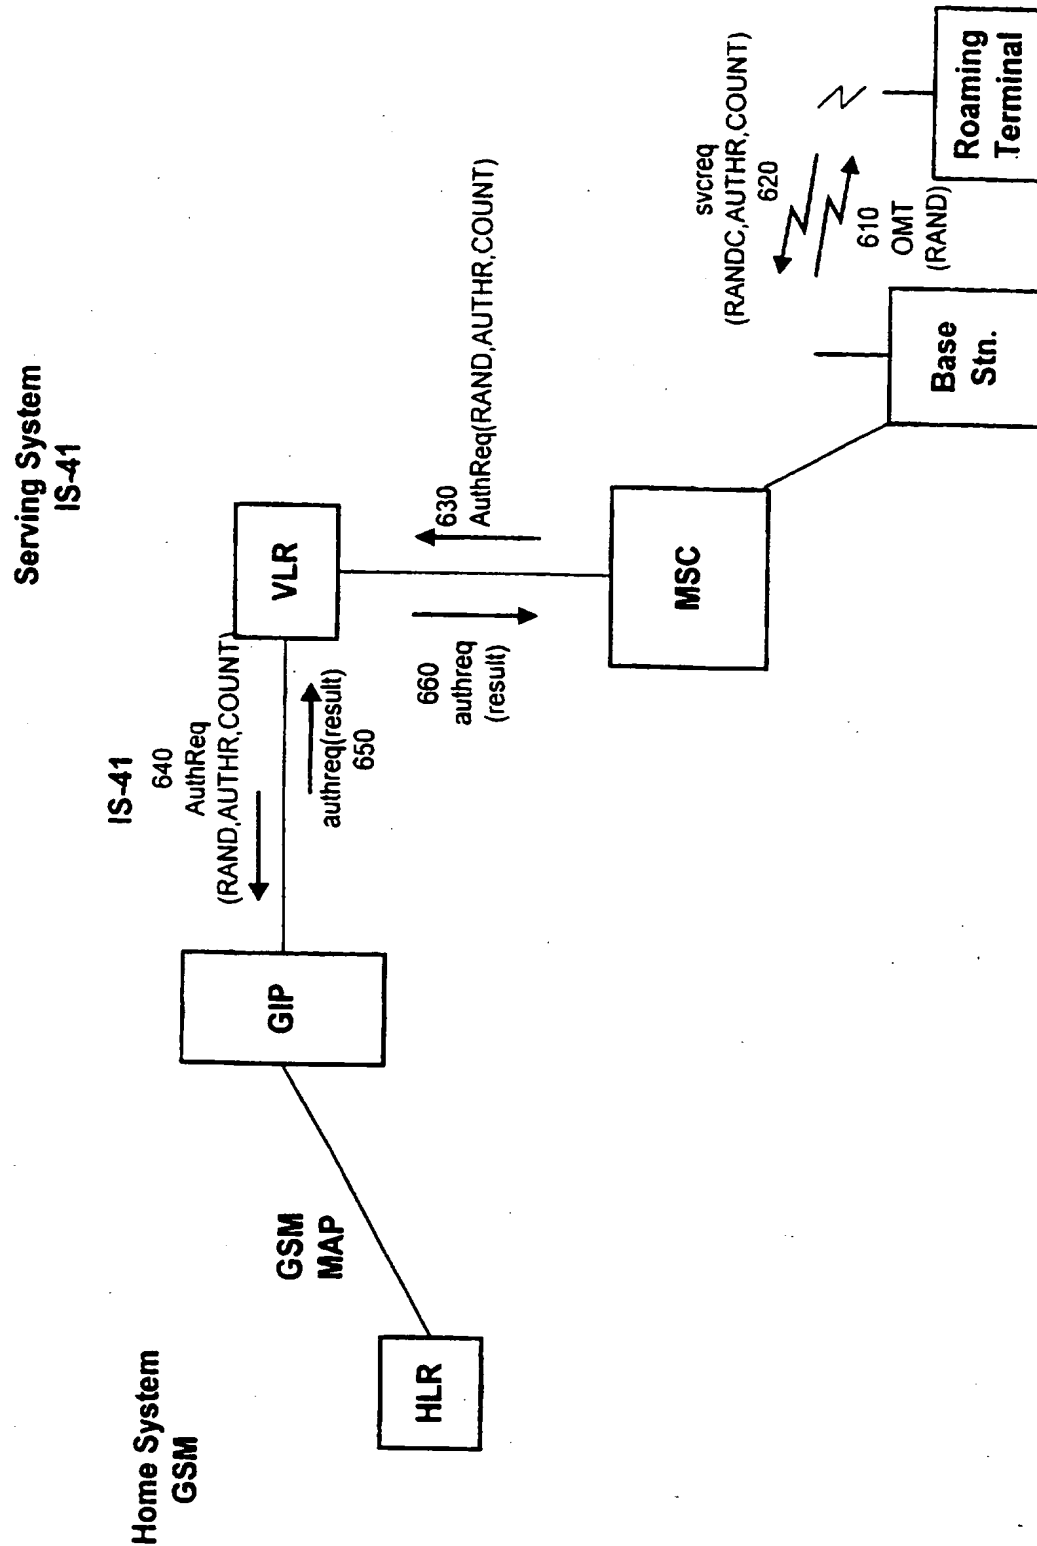 Home System
GSM
Serving System
IS-41
IS-41
640
AuthReq
(RAND,AUTHR,COUNT)
authreq(result)
650
GIP
VLR
GSM
MAP
HLR
630
AuthReq(RAND,AUTHR,COUNT)
660
authreq
(result)
MSC
svcreq
(RANDC,AUTHR,COUNT)
620
610
OMT
(RAND)
Base
Stn.
Roaming
Terminal